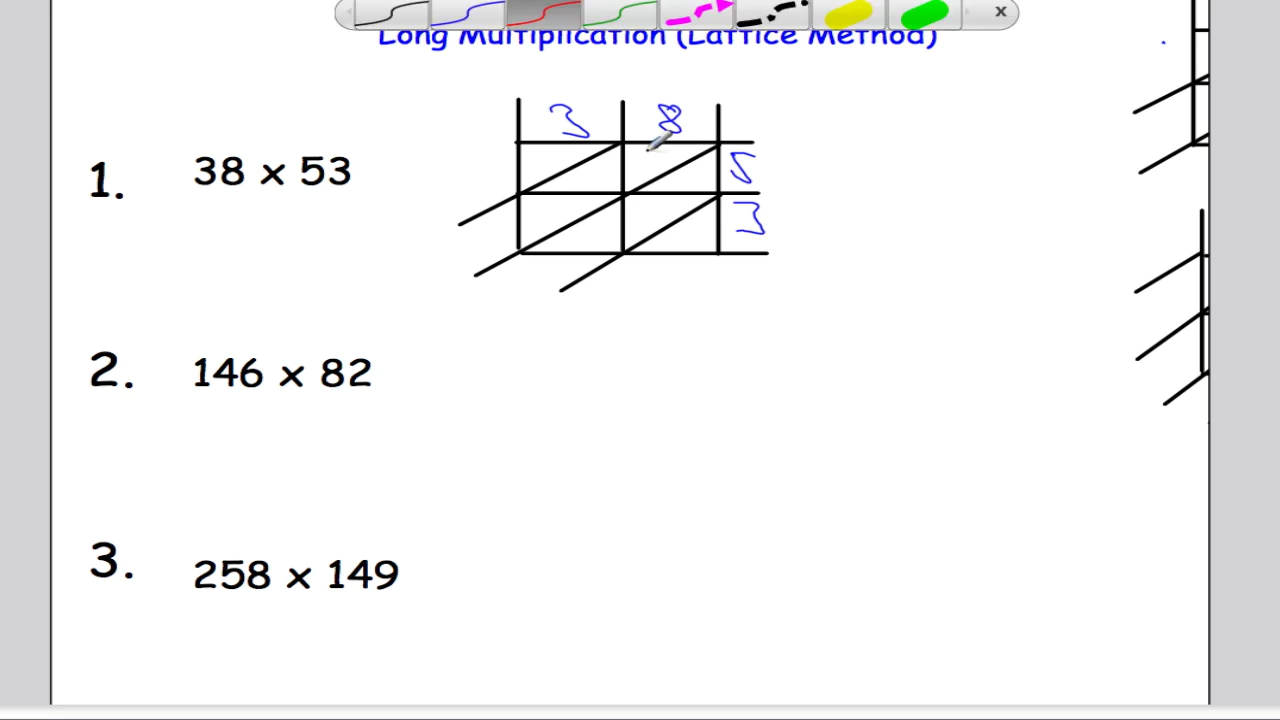 Long Multiplication (Lattice Method)
3 8
1. 38 x 53
5
3
2. 146 x 82
3. 258 x 149